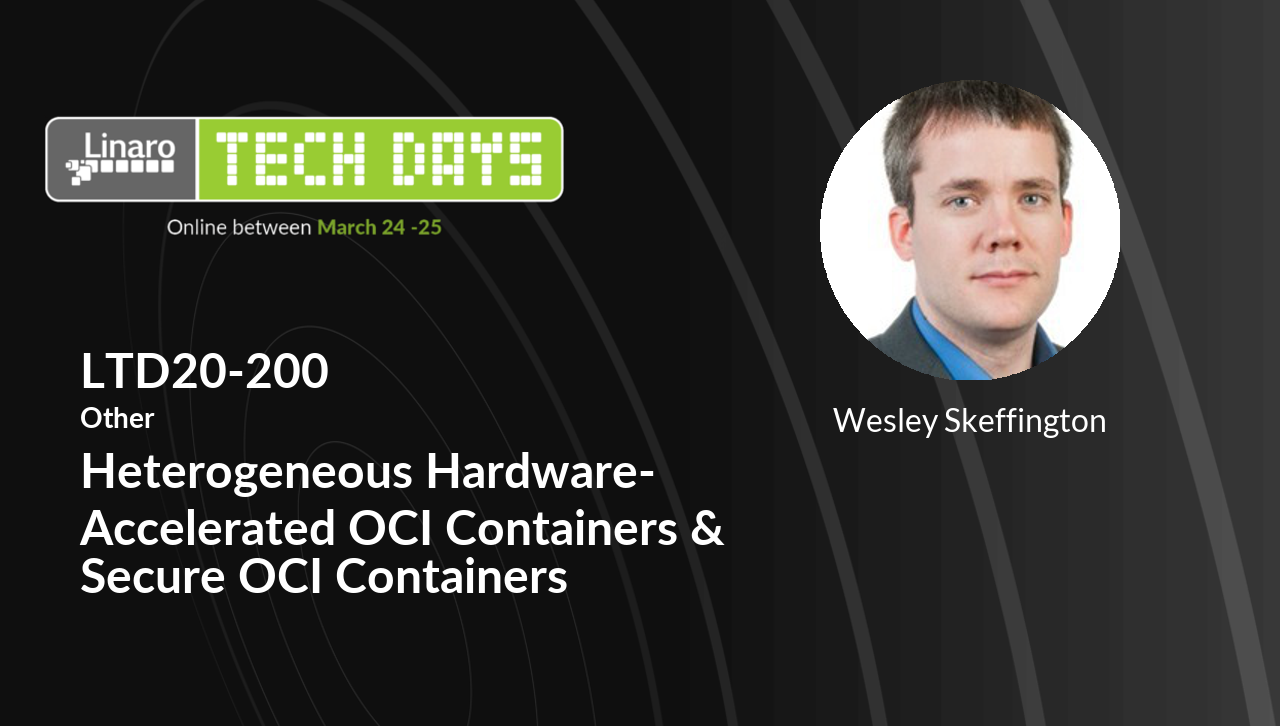 Linaro
TECH DAYS
Online between March 24 -25
LTD20-200
Other
Heterogeneous Hardware-
Accelerated OCI Containers &
Secure OCI Containers
Wesley Skeffington